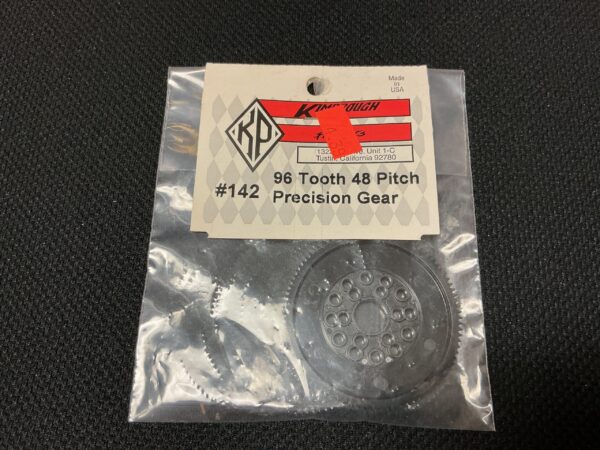 Made
in
USA
KP
KIMBROUGH
Unit 1-C
Tustin, California 92780
#142 96 Tooth 48 Pitch
Precision Gear